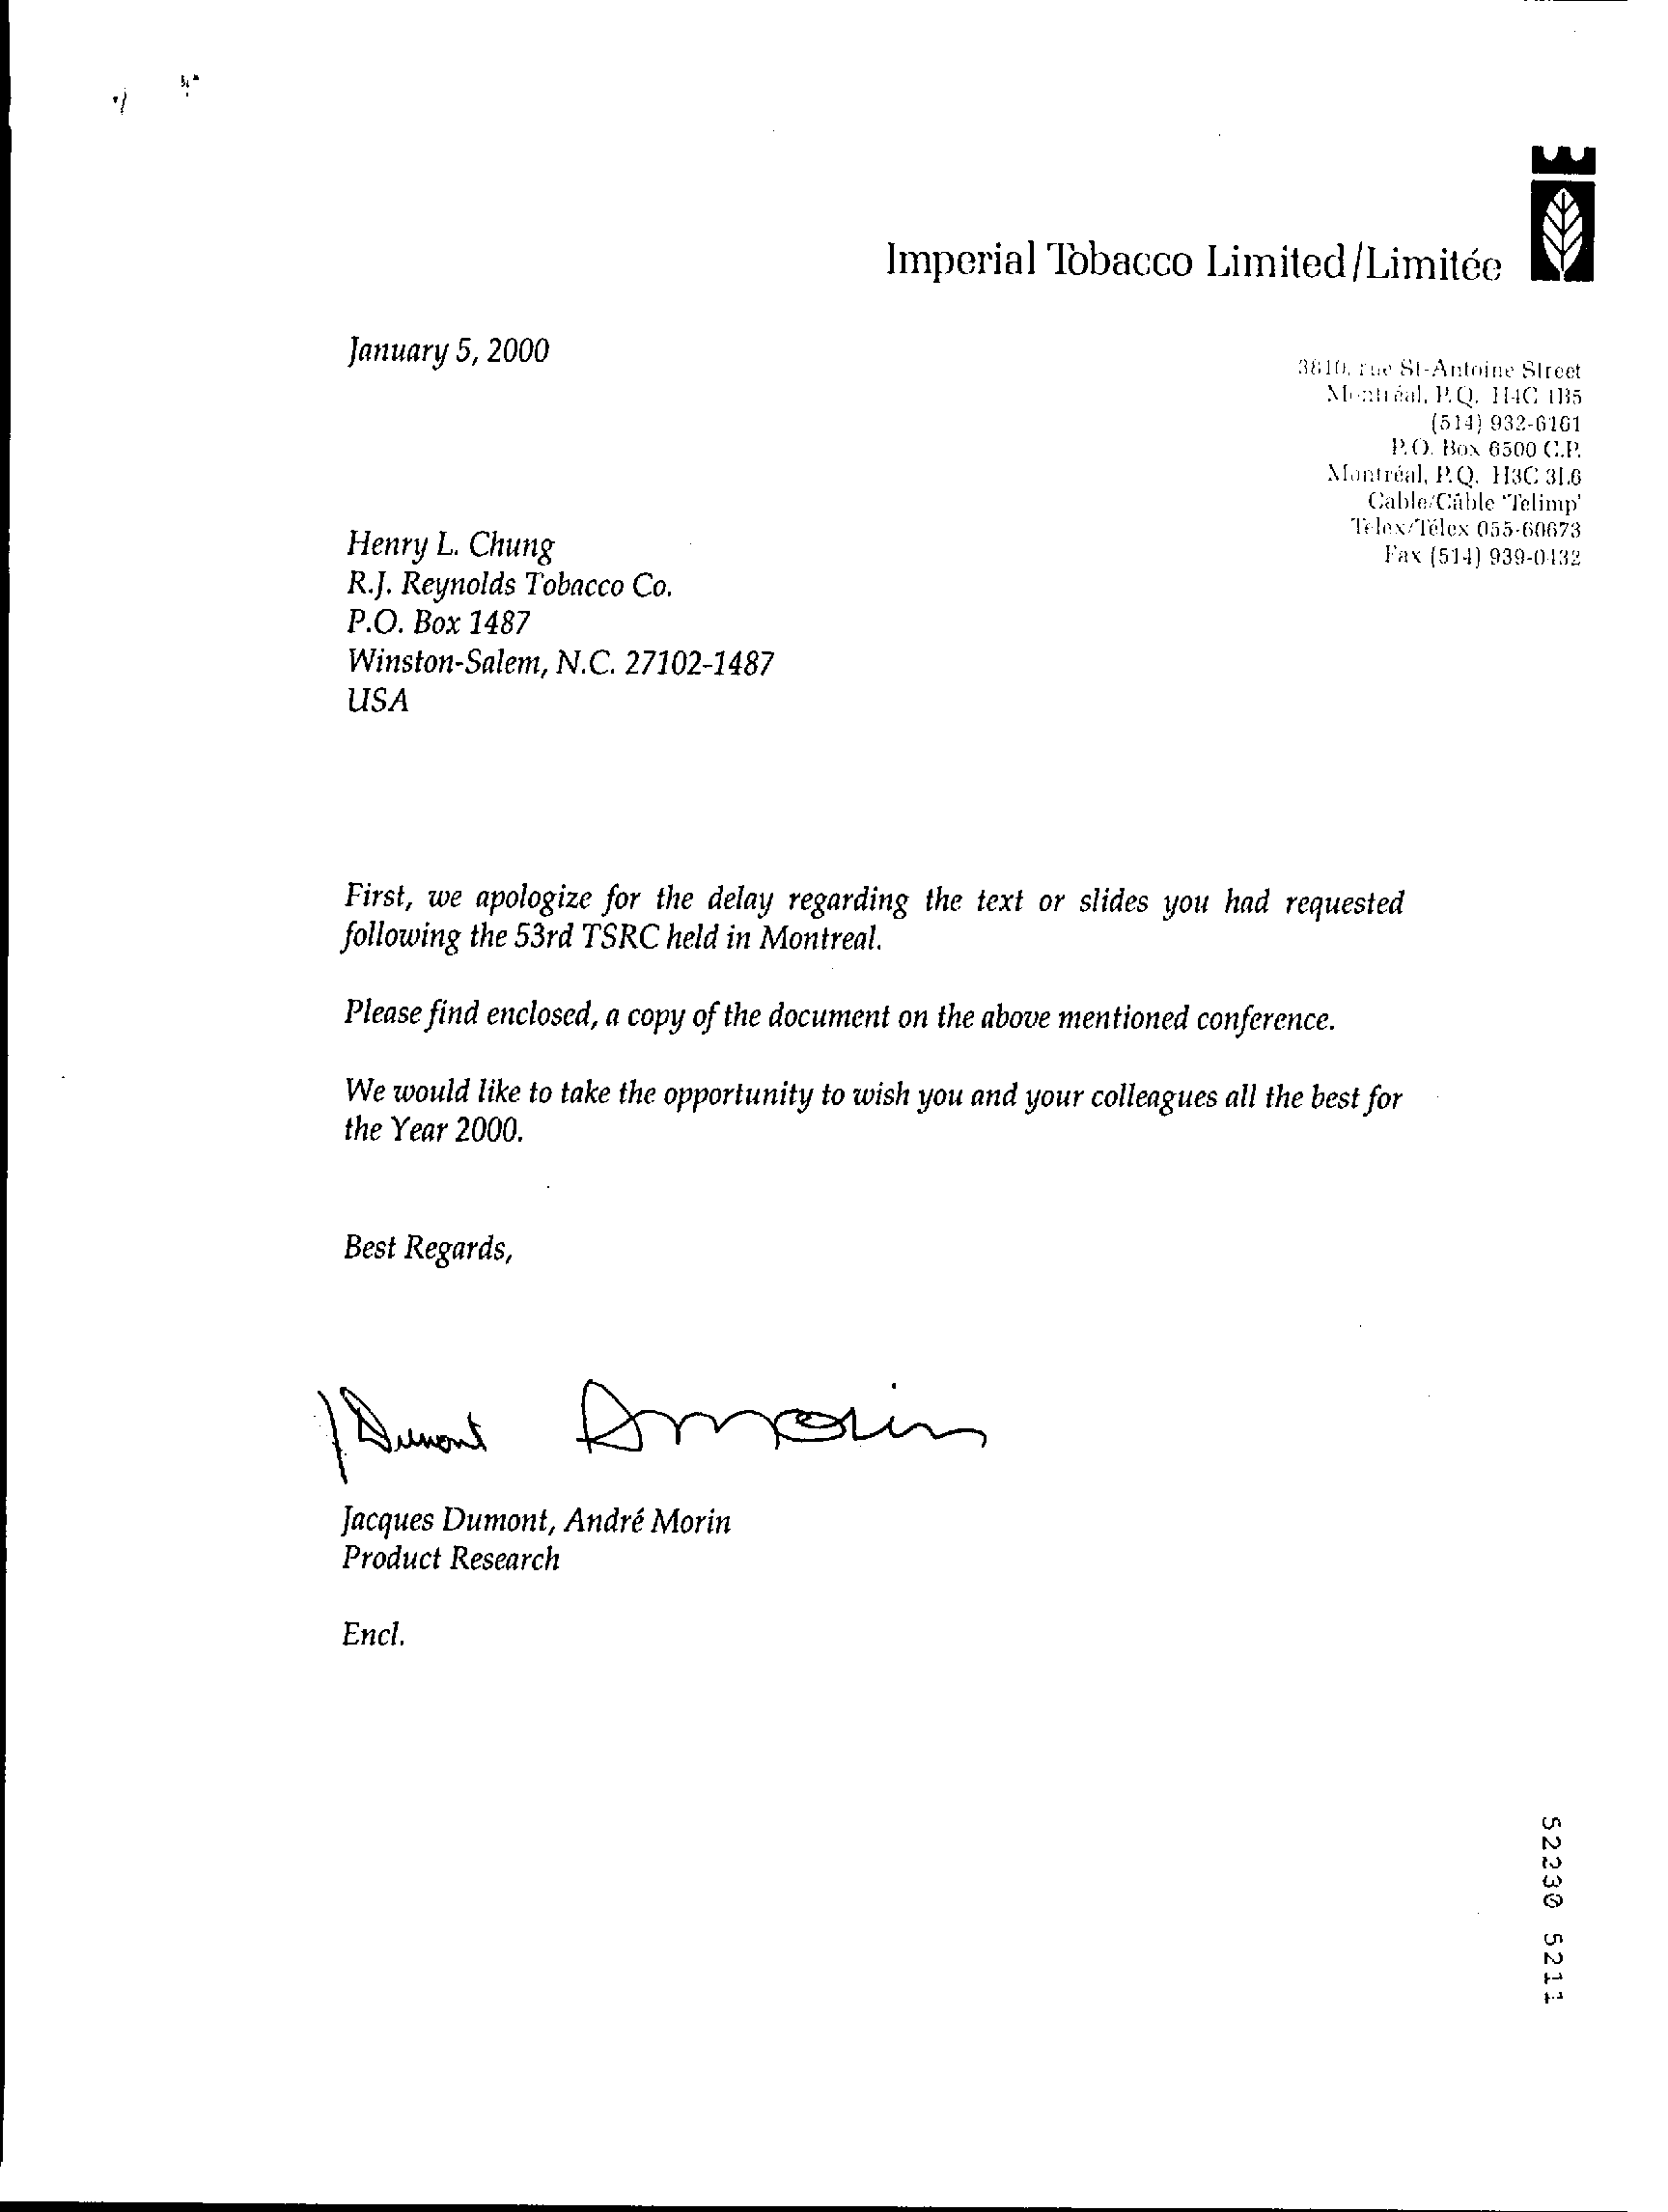 Imperial Tobacco Limited/Limitée
January 5, 2000
3810, rue St-Antoine Street
Montréal, P.Q. H4C 1B5
(514) 932-6161
P.O. Box 6500 C.P.
Montréal, P.Q. H3C 3L6
Cable/Câble 'Telimp'
Telex/Télex 055-60673
Fax (514) 939-0432
Henry L. Chung
R.J. Reynolds Tobacco Co.
P.O. Box 1487
Winston-Salem, N.C. 27102-1487
USA
First, we apologize for the delay regarding the text or slides you had requested
following the 53rd TSRC held in Montreal.
Please find enclosed, a copy of the document on the above mentioned conference.
We would like to take the opportunity to wish you and your colleagues all the best for
the Year 2000.
Best Regards,
JDumont AMorin
Jacques Dumont, André Morin
Product Research
Encl.
52230 5211